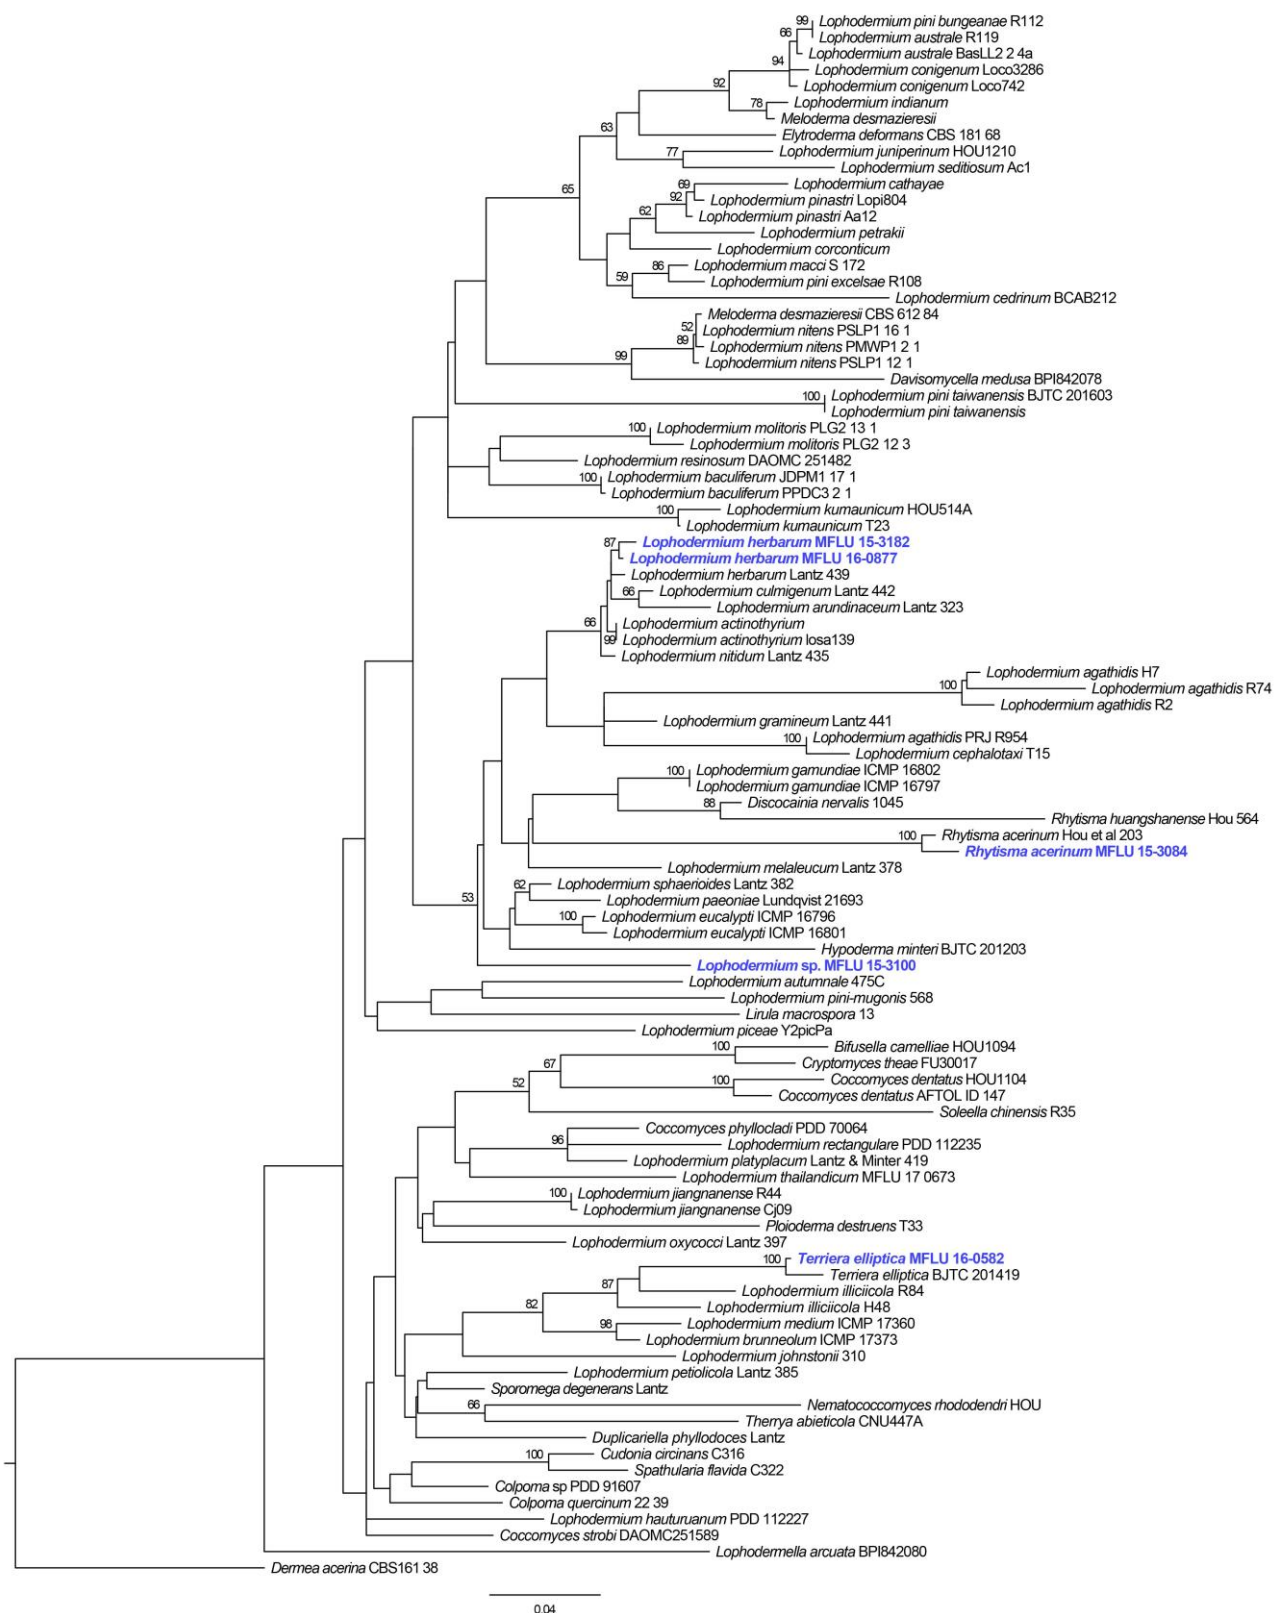 99
Lophodermium pini bungeanae R112
66
Lophodermium australe R119
Lophodermium australe BasLL2 2 4a
94
Lophodermium conigenum Loco3286
92
Lophodermium conigenum Loco742
78
Lophodermium indianum
Meloderma desmazieresii
63
Elytroderma deformans CBS 181 68
77
Lophodermium juniperinum HOU1210
Lophodermium seditiosum Ac1
65
69
Lophodermium cathayae
92
Lophodermium pinastri Lopi804
62
Lophodermium pinastri Aa12
Lophodermium petrakii
Lophodermium corconticum
86
Lophodermium macci S 172
59
Lophodermium pini excelsae R108
Lophodermium cedrinum BCAB212
Meloderma desmazieresii CBS 612 84
52
Lophodermium nitens PSLP1 16 1
89
Lophodermium nitens PMWP1 2 1
99
Lophodermium nitens PSLP1 12 1
Davisomycella medusa BPI842078
100
Lophodermium pini taiwanensis BJTC 201603
Lophodermium pini taiwanensis
100
Lophodermium molitoris PLG2 13 1
Lophodermium molitoris PLG2 12 3
Lophodermium resinosum DAOMC 251482
100
Lophodermium baculiferum JDPM1 17 1
Lophodermium baculiferum PPDC3 2 1
100
Lophodermium kumaunicum HOU514A
Lophodermium kumaunicum T23
87
Lophodermium herbarum MFLU 15-3182
Lophodermium herbarum MFLU 16-0877
Lophodermium herbarum Lantz 439
66
Lophodermium culmigenum Lantz 442
Lophodermium arundinaceum Lantz 323
66
Lophodermium actinothyrium
99
Lophodermium actinothyrium losa139
Lophodermium nitidum Lantz 435
Lophodermium agathidis H7
100
Lophodermium agathidis R74
Lophodermium agathidis R2
Lophodermium gramineum Lantz 441
100
Lophodermium agathidis PRJ R954
Lophodermium cephalotaxi T15
100
Lophodermium gamundiae ICMP 16802
Lophodermium gamundiae ICMP 16797
88
Discocainia nervalis 1045
Rhytisma huangshanense Hou 564
100
Rhytisma acerinum Hou et al 203
Rhytisma acerinum MFLU 15-3084
Lophodermium melaleucum Lantz 378
62
Lophodermium sphaerioides Lantz 382
53
Lophodermium paeoniae Lundqvist 21693
100
Lophodermium eucalypti ICMP 16796
Lophodermium eucalypti ICMP 16801
Hypoderma minteri BJTC 201203
Lophodermium sp. MFLU 15-3100
Lophodermium autumnale 475C
Lophodermium pini-mugonis 568
Lirula macrospora 13
Lophodermium piceae Y2picPa
100
Bifusella camelliae HOU1094
67
Cryptomyces theae FU30017
52
100
Coccomyces dentatus HOU1104
Coccomyces dentatus AFTOL ID 147
Soleella chinensis R35
Coccomyces phyllocladi PDD 70064
96
Lophodermium rectangulare PDD 112235
Lophodermium platyplacum Lantz & Minter 419
Lophodermium thailandicum MFLU 17 0673
100
Lophodermium jiangnanense R44
Lophodermium jiangnanense Cj09
Ploioderma destruens T33
Lophodermium oxycocci Lantz 397
100
Terriera elliptica MFLU 16-0582
Terriera elliptica BJTC 201419
87
Lophodermium illiciicola R84
82
Lophodermium illiciicola H48
98
Lophodermium medium ICMP 17360
Lophodermium brunneolum ICMP 17373
Lophodermium johnstonii 310
Lophodermium petiolicola Lantz 385
Sporomega degenerans Lantz
66
Nematococcomyces rhododendri HOU
Therrya abieticola CNU447A
Duplicariella phyllodoces Lantz
100
Cudonia circinans C316
Spathularia flavida C322
Colpoma sp PDD 91607
Colpoma quercinum 22 39
Lophodermium hauturuanum PDD 112227
Coccomyces strobi DAOMC251589
Lophodermella arcuata BPI842080
Dermea acerina CBS161 38
0.04